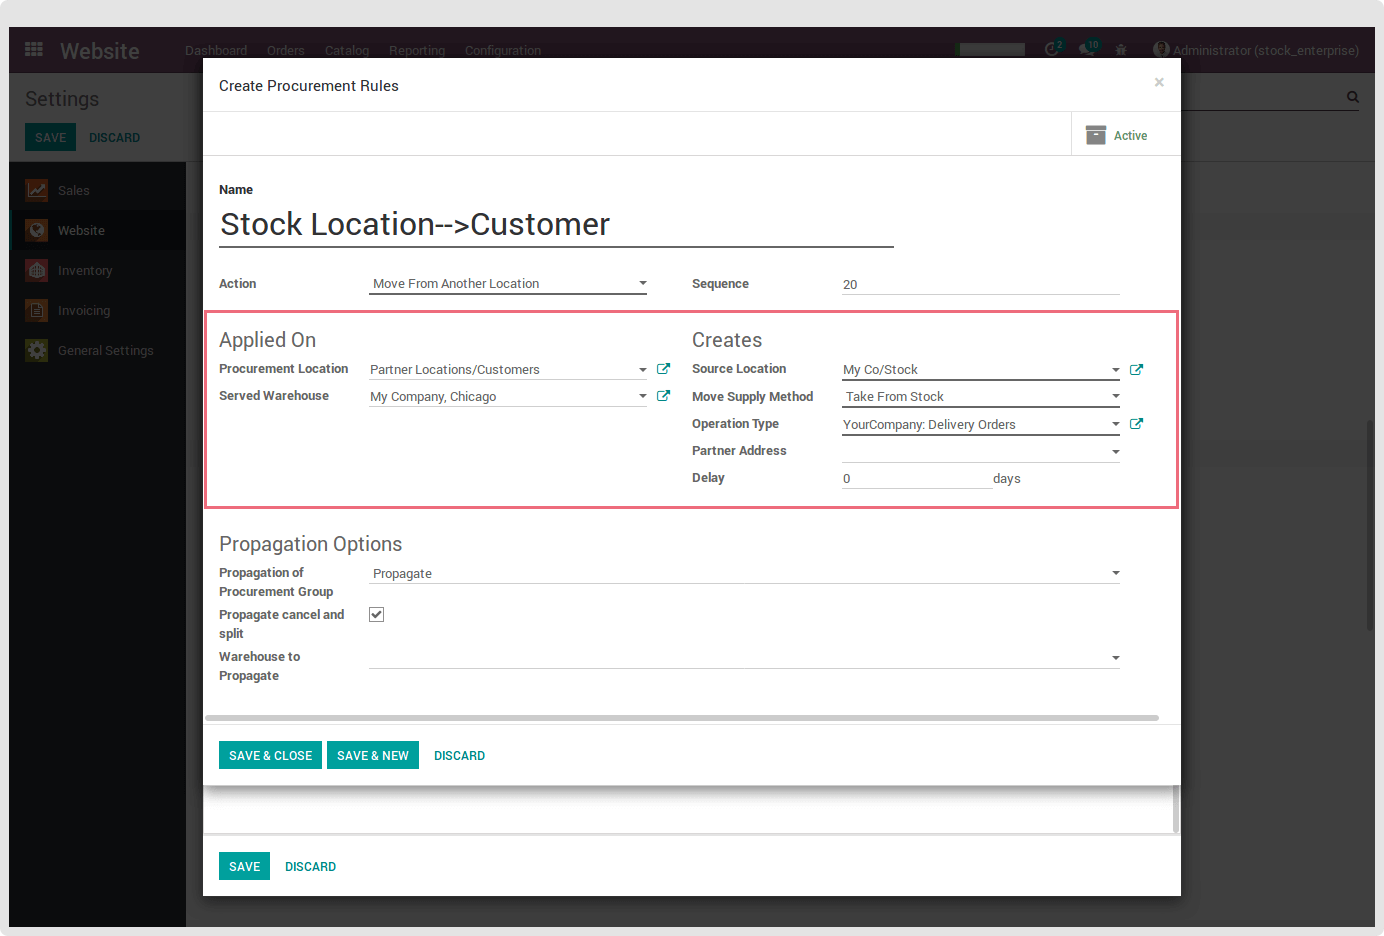 Website Dashboard Orders Catalog Reporting Configuration 2 10 Administrator (stock_enterprise)
Settings
SAVE DISCARD
Sales
Website
Inventory
Invoicing
General Settings
Create Procurement Rules ×
Active
Name
Stock Location-->Customer
Action Move From Another Location Sequence 20
Applied On Creates
Procurement Location Partner Locations/Customers Source Location My Co/Stock
Served Warehouse My Company, Chicago Move Supply Method Take From Stock
Operation Type YourCompany: Delivery Orders
Partner Address
Delay 0 days
Propagation Options
Propagation of Propagate
Procurement Group
Propagate cancel and
split
Warehouse to
Propagate
SAVE & CLOSE SAVE & NEW DISCARD
SAVE DISCARD